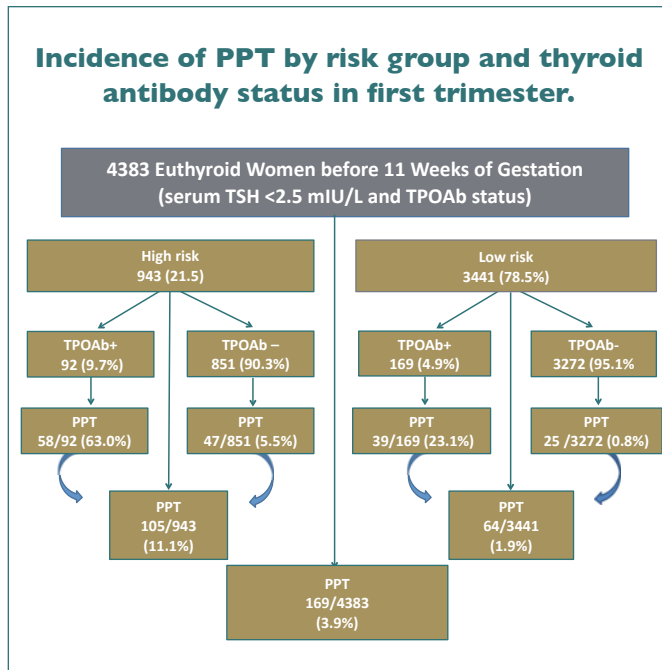 Incidence of PPT by risk group and thyroid
antibody status in first trimester.
4383 Euthyroid Women before 11 Weeks of Gestation
(serum TSH <2.5 mIU/L and TPOAb status)
High risk
943 (21.5)
Low risk
3441 (78.5%)
TPOAb+
92 (9.7%)
TPOAb –
851 (90.3%)
TPOAb+
169 (4.9%)
TPOAb-
3272 (95.1%
PPT
58/92 (63.0%)
PPT
47/851 (5.5%)
PPT
39/169 (23.1%)
PPT
25 /3272 (0.8%)
PPT
105/943
(11.1%)
PPT
64/3441
(1.9%)
PPT
169/4383
(3.9%)